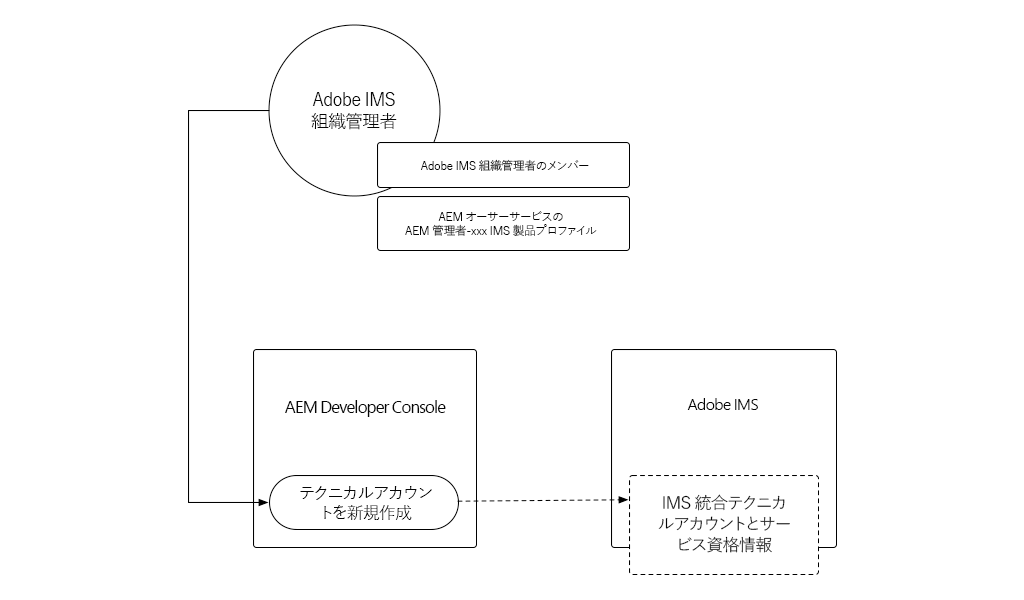 Adobe IMS
組織管理者
Adobe IMS 組織管理者のメンバー
AEM オーサーサービスの
AEM 管理者-xxx IMS 製品プロファイル
AEM Developer Console
Adobe IMS
テクニカルアカウン
トを新規作成
IMS 統合テクニカ
ルアカウントとサー
ビス資格情報